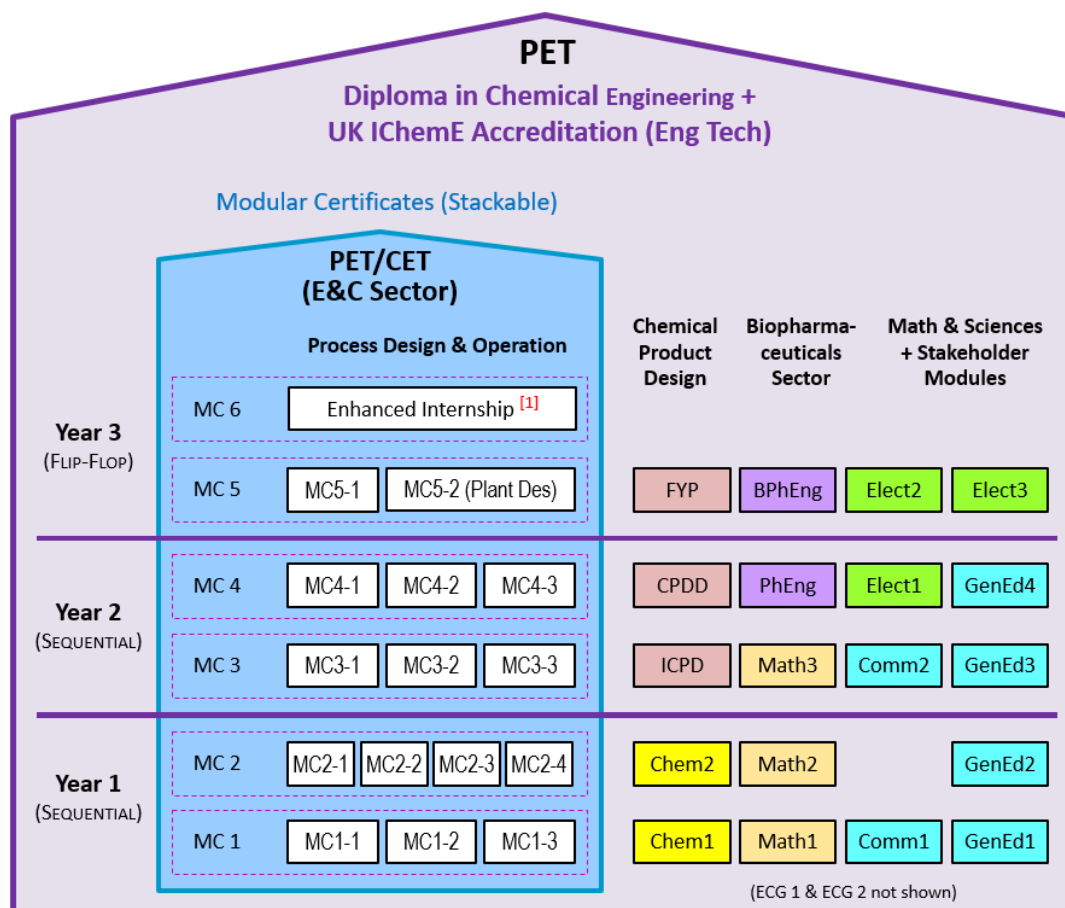 PET
Diploma in Chemical Engineering +
UK IChemE Accreditation (Eng Tech)
Modular Certificates (Stackable)
PET/CET
(E&C Sector)
Process Design & Operation
Chemical
Product
Design
Biopharma-
ceuticals
Sector
Math & Sciences
+ Stakeholder
Modules
Year 3
(FLIP-FLOP)
MC 6
Enhanced Internship [1]
MC 5
MC5-1
MC5-2 (Plant Des)
FYP
BPhEng
Elect2
Elect3
Year 2
(SEQUENTIAL)
MC 4
MC4-1
MC4-2
MC4-3
CPDD
PhEng
Elect1
GenEd4
MC 3
MC3-1
MC3-2
MC3-3
ICPD
Math3
Comm2
GenEd3
Year 1
(SEQUENTIAL)
MC 2
MC2-1
MC2-2
MC2-3
MC2-4
Chem2
Math2
GenEd2
MC 1
MC1-1
MC1-2
MC1-3
Chem1
Math1
Comm1
GenEd1
(ECG 1 & ECG 2 not shown)